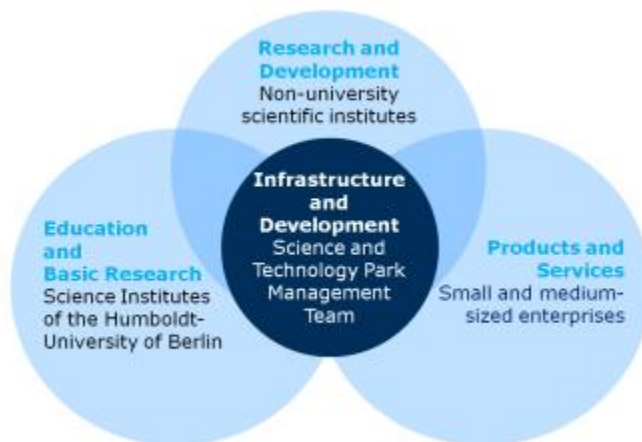 Research and
Development
Non-university
scientific institutes
Infrastructure
and
Development
Science and
Technology Park
Management
Team
Education
and
Basic Research
Science Institutes
of the Humboldt-
University of Berlin
Products and
Services
Small and medium-
sized enterprises